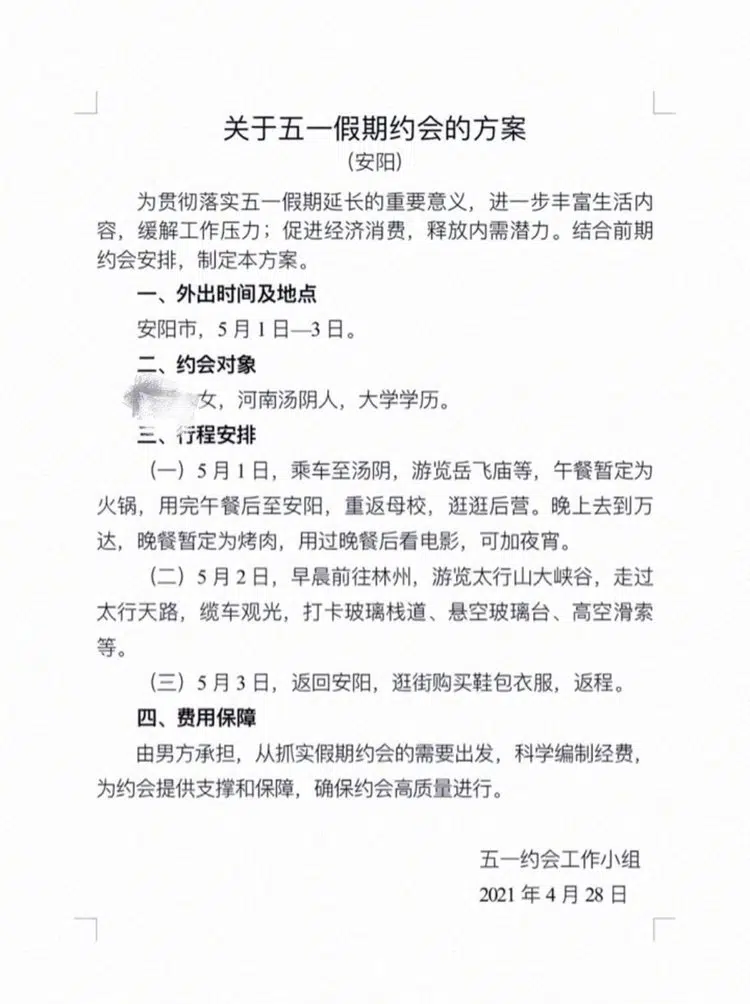 关于五一假期约会的方案
（安阳）
为贯彻落实五一假期延长的重要意义，进一步丰富生活内
容，缓解工作压力；促进经济消费，释放内需潜力。结合前期
约会安排，制定本方案。
一、外出时间及地点
安阳市，5 月 1 日—3 日。
二、约会对象
女，河南汤阴人，大学学历。
三、行程安排
（一）5 月 1 日，乘车至汤阴，游览岳飞庙等，午餐暂定为
火锅，用完午餐后至安阳，重返母校，逛逛后营。晚上去到万
达，晚餐暂定为烤肉，用过晚餐后看电影，可加夜宵。
（二）5 月 2 日，早晨前往林州，游览太行山大峡谷，走过
太行天路，缆车观光，打卡玻璃栈道、悬空玻璃台、高空滑索
等。
（三）5 月 3 日，返回安阳，逛街购买鞋包衣服，返程。
四、费用保障
由男方承担，从抓实假期约会的需要出发，科学编制经费，
为约会提供支撑和保障，确保约会高质量进行。
五一约会工作小组
2021 年 4 月 28 日